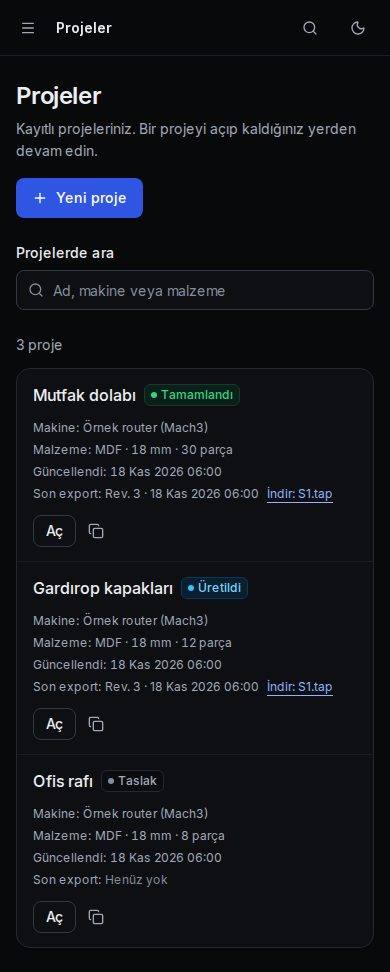 Projeler
Projeler
Kayıtlı projeleriniz. Bir projeyi açıp kaldığınız yerden
devam edin.
Yeni proje
Projelerde ara
Ad, makine veya malzeme
3 proje
Mutfak dolabı Tamamlandı
Makine: Örnek router (Mach3)
Malzeme: MDF · 18 mm · 30 parça
Güncellendi: 18 Kas 2026 06:00
Son export: Rev. 3 · 18 Kas 2026 06:00 İndir: S1.tap
Aç
Gardırop kapakları Üretildi
Makine: Örnek router (Mach3)
Malzeme: MDF · 18 mm · 12 parça
Güncellendi: 18 Kas 2026 06:00
Son export: Rev. 3 · 18 Kas 2026 06:00 İndir: S1.tap
Aç
Ofis rafı Taslak
Makine: Örnek router (Mach3)
Malzeme: MDF · 18 mm · 8 parça
Güncellendi: 18 Kas 2026 06:00
Son export: Henüz yok
Aç